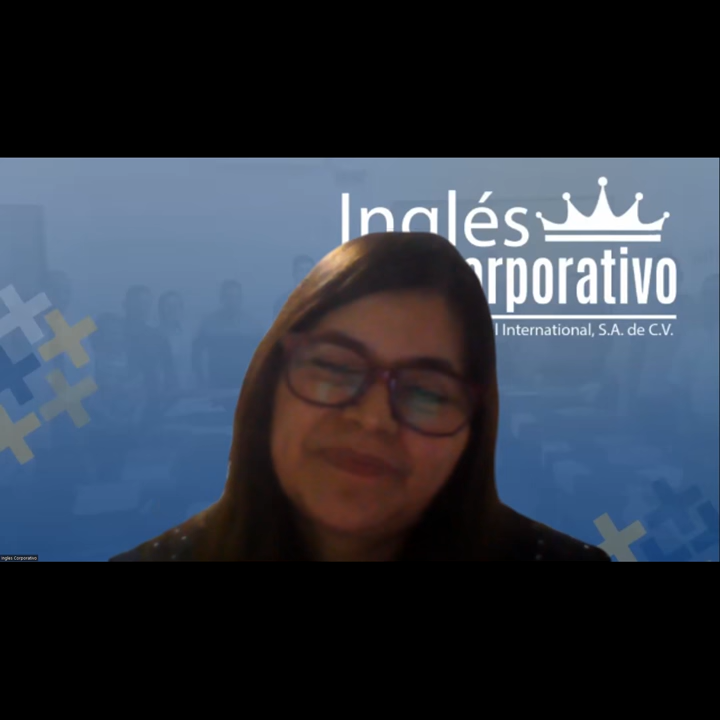 Inglés
orporativo
l International, S.A. de C.V.
Inglés Corporativo